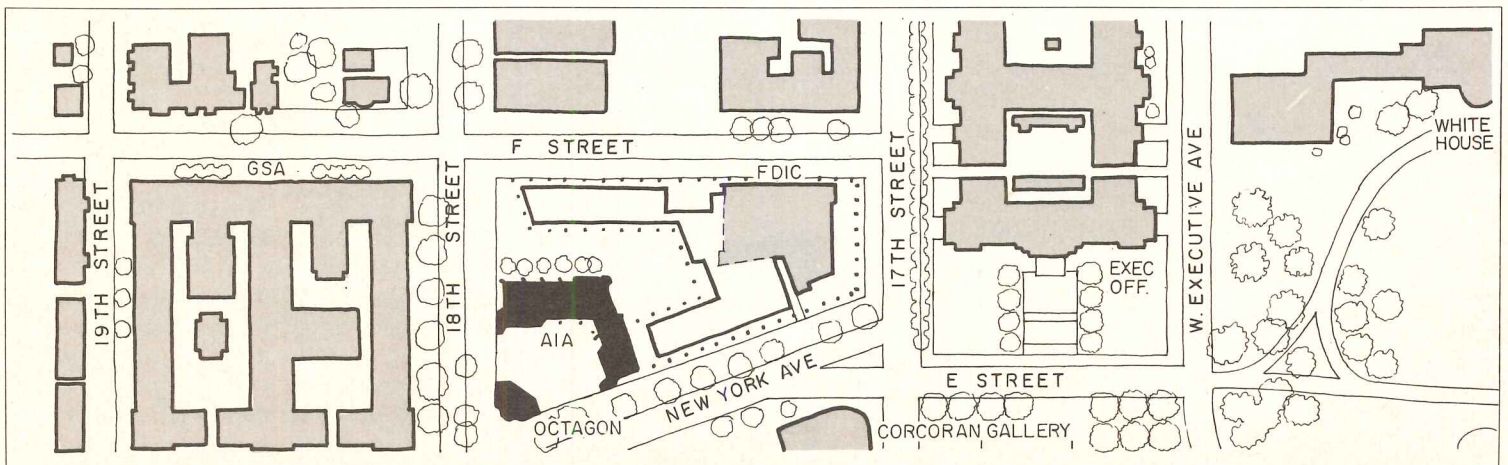 F STREET
GSA
FDIC
WHITE
HOUSE
19TH STREET
18TH STREET
17TH STREET
W. EXECUTIVE AVE
EXEC
OFF.
AIA
E STREET
NEW YORK AVE
OCTAGON
CORCORAN GALLERY